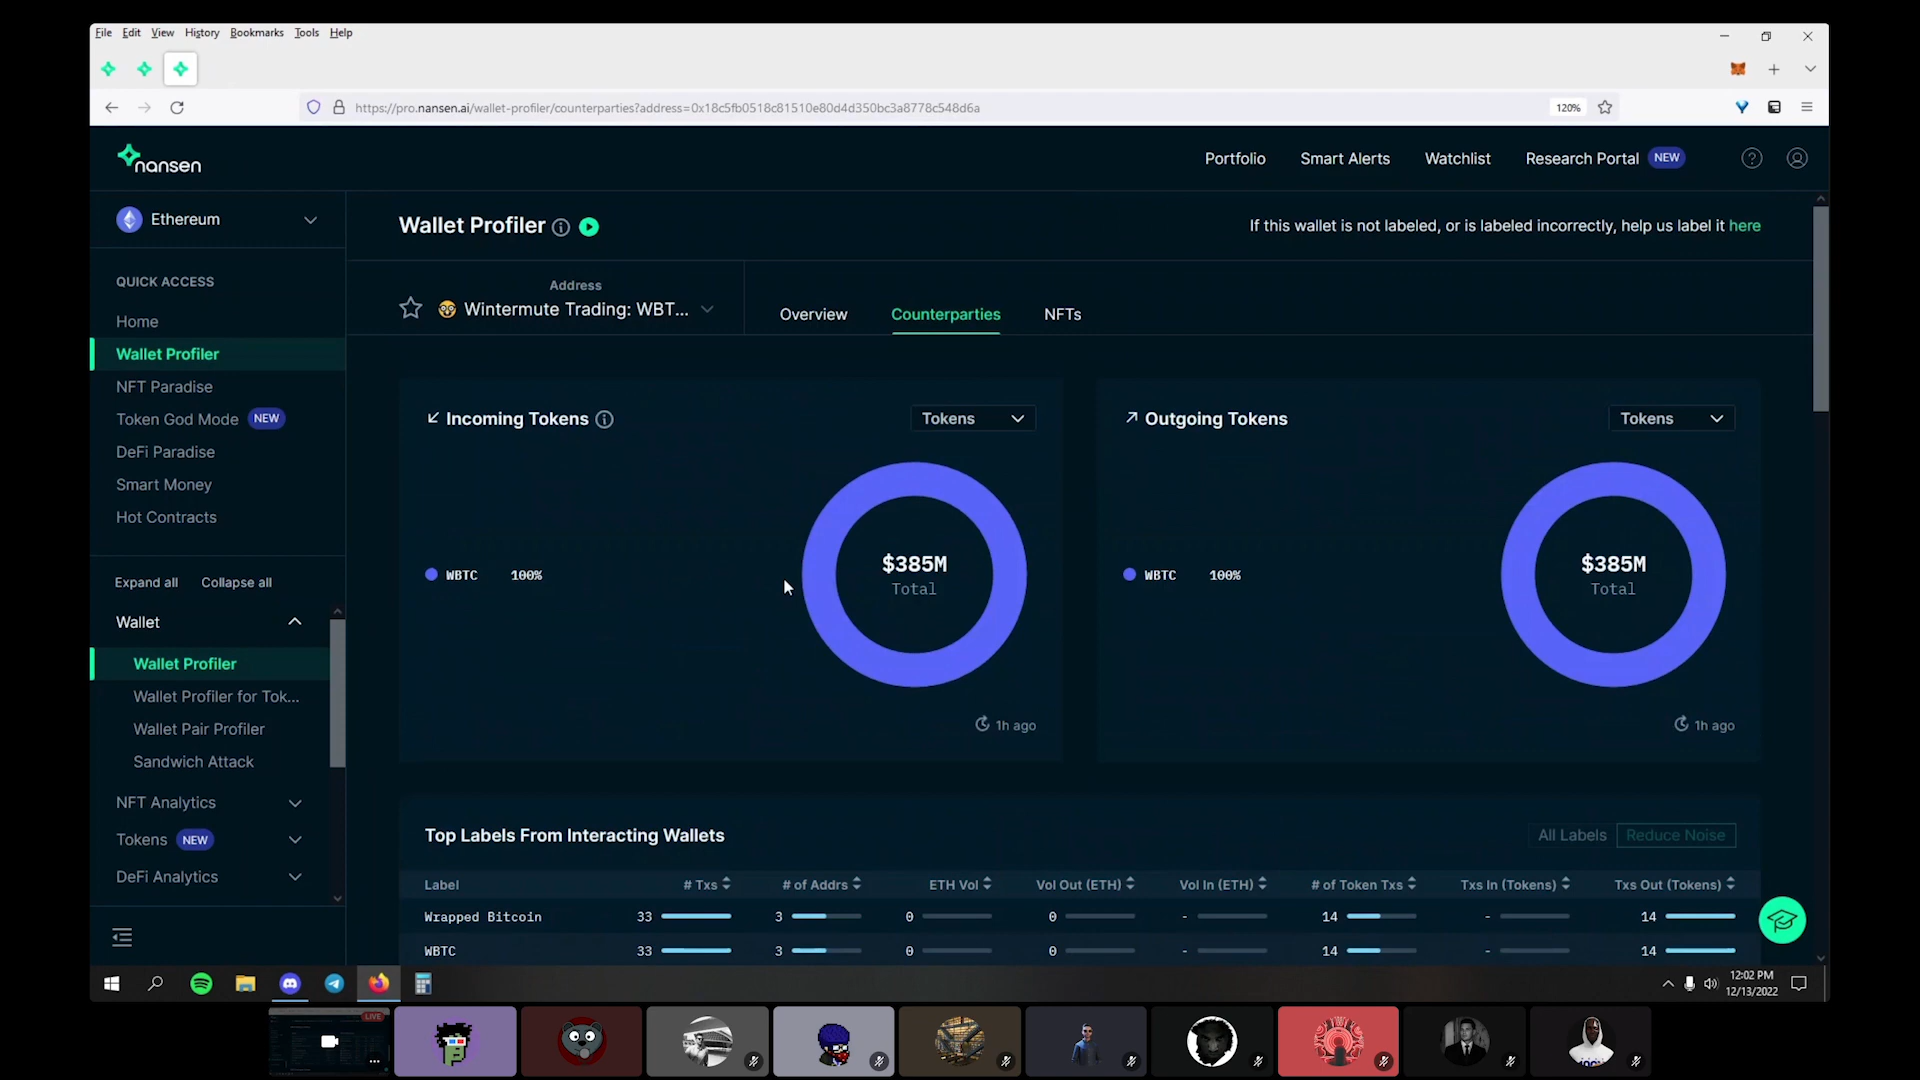 File Edit View History Bookmarks Tools Help
https://pro.nansen.ai/wallet-profiler/counterparties?address=0x18c5fb0518c81510e80d4d350bc3a8778c548d6a
120%
nansen
Portfolio
Smart Alerts
Watchlist
Research Portal NEW
Ethereum
QUICK ACCESS
Home
Wallet Profiler
NFT Paradise
Token God Mode NEW
DeFi Paradise
Smart Money
Hot Contracts
Expand all Collapse all
Wallet
Wallet Profiler
Wallet Profiler for Tok...
Wallet Pair Profiler
Sandwich Attack
NFT Analytics
Tokens NEW
DeFi Analytics
Wallet Profiler
If this wallet is not labeled, or is labeled incorrectly, help us label it here
Address
Wintermute Trading: WBT...
Overview
Counterparties
NFTs
Incoming Tokens
Tokens
WBTC 100%
$385M
Total
1h ago
Outgoing Tokens
Tokens
WBTC 100%
$385M
Total
1h ago
Top Labels From Interacting Wallets
All Labels Reduce Noise
Label # Txs # of Addrs ETH Vol Vol Out (ETH) Vol In (ETH) # of Token Txs Txs In (Tokens) Txs Out (Tokens)
Wrapped Bitcoin 33 3 0 0 - 14 - 14
WBTC 33 3 0 0 - 14 - 14
12:02 PM
12/13/2022
LIVE